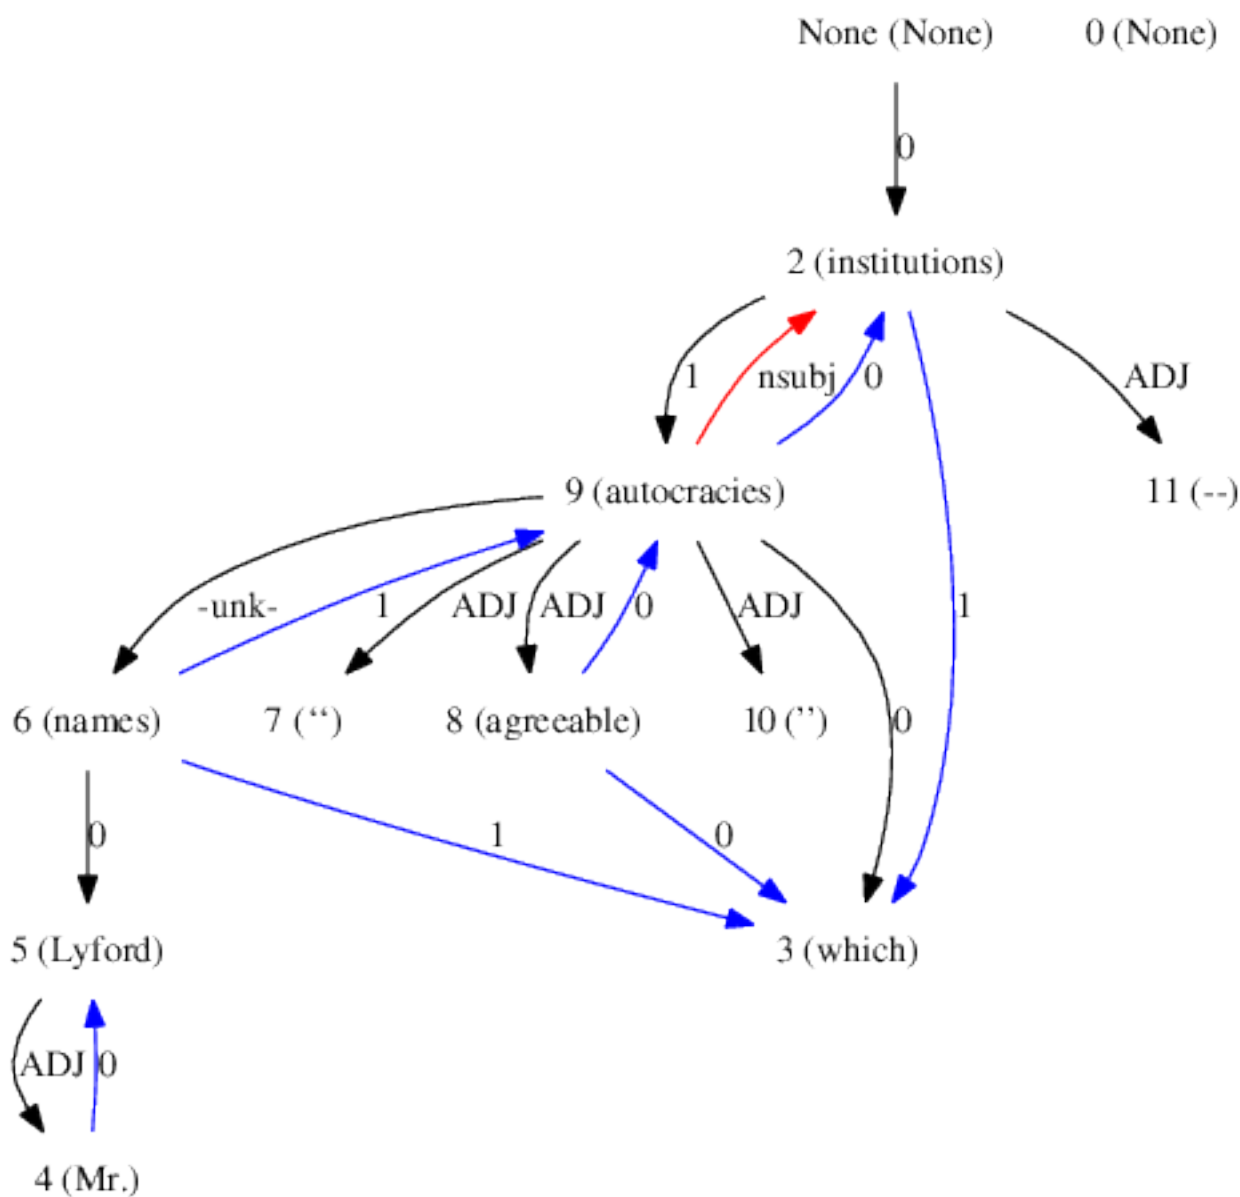 None (None) 0 (None)
0
2 (institutions)
1 nsubj 0 ADJ
9 (autocracies) 11 (--)
-unk- 1 ADJ ADJ 0 ADJ 1
6 (names) 7 (“) 8 (agreeable) 10 (”) 0
0 1 0
5 (Lyford) 3 (which)
ADJ 0
4 (Mr.)